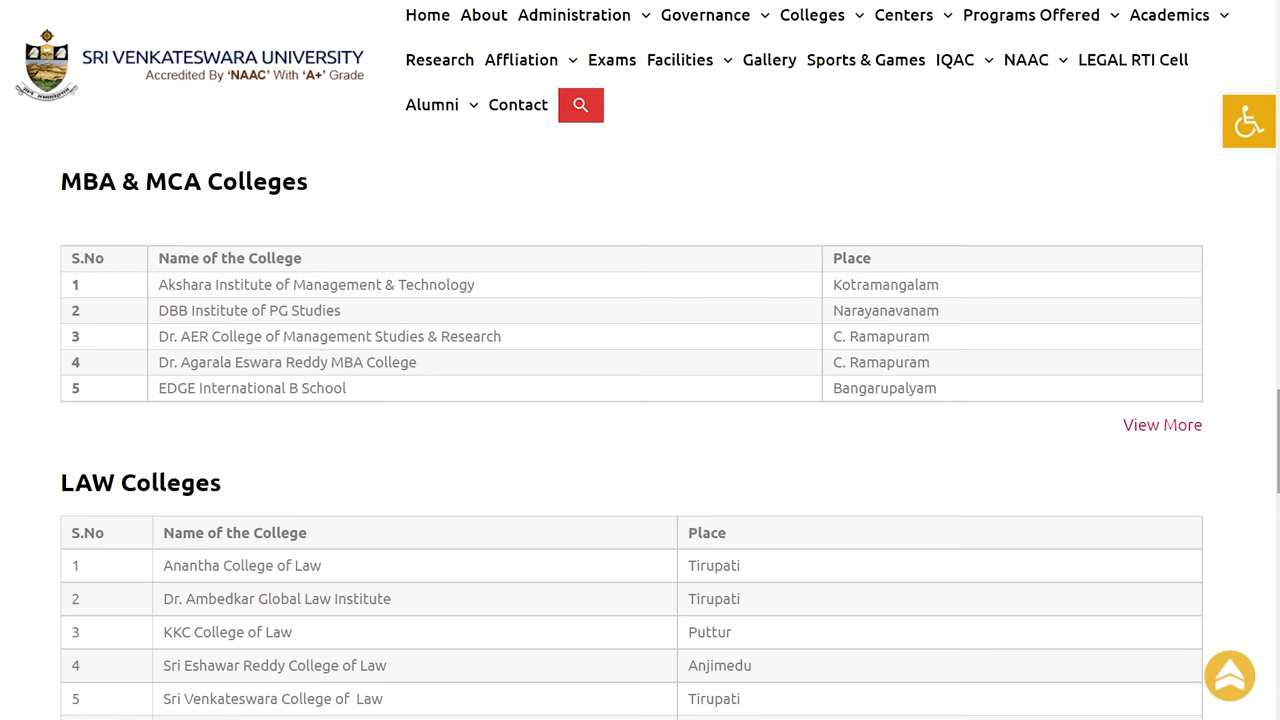 Home About Administration Governance Colleges Centers Programs Offered Academics
SRI VENKATESWARA UNIVERSITY
Accredited By ‘NAAC’ With ‘A+’ Grade
Research Affliation Exams Facilities Gallery Sports & Games IQAC NAAC LEGAL RTI Cell
Alumni Contact
MBA & MCA Colleges
S.No Name of the College Place
1 Akshara Institute of Management & Technology Kotramangalam
2 DBB Institute of PG Studies Narayanavanam
3 Dr. AER College of Management Studies & Research C. Ramapuram
4 Dr. Agarala Eswara Reddy MBA College C. Ramapuram
5 EDGE International B School Bangarupalyam
View More
LAW Colleges
S.No Name of the College Place
1 Anantha College of Law Tirupati
2 Dr. Ambedkar Global Law Institute Tirupati
3 KKC College of Law Puttur
4 Sri Eshawar Reddy College of Law Anjimedu
5 Sri Venkateswara College of Law Tirupati